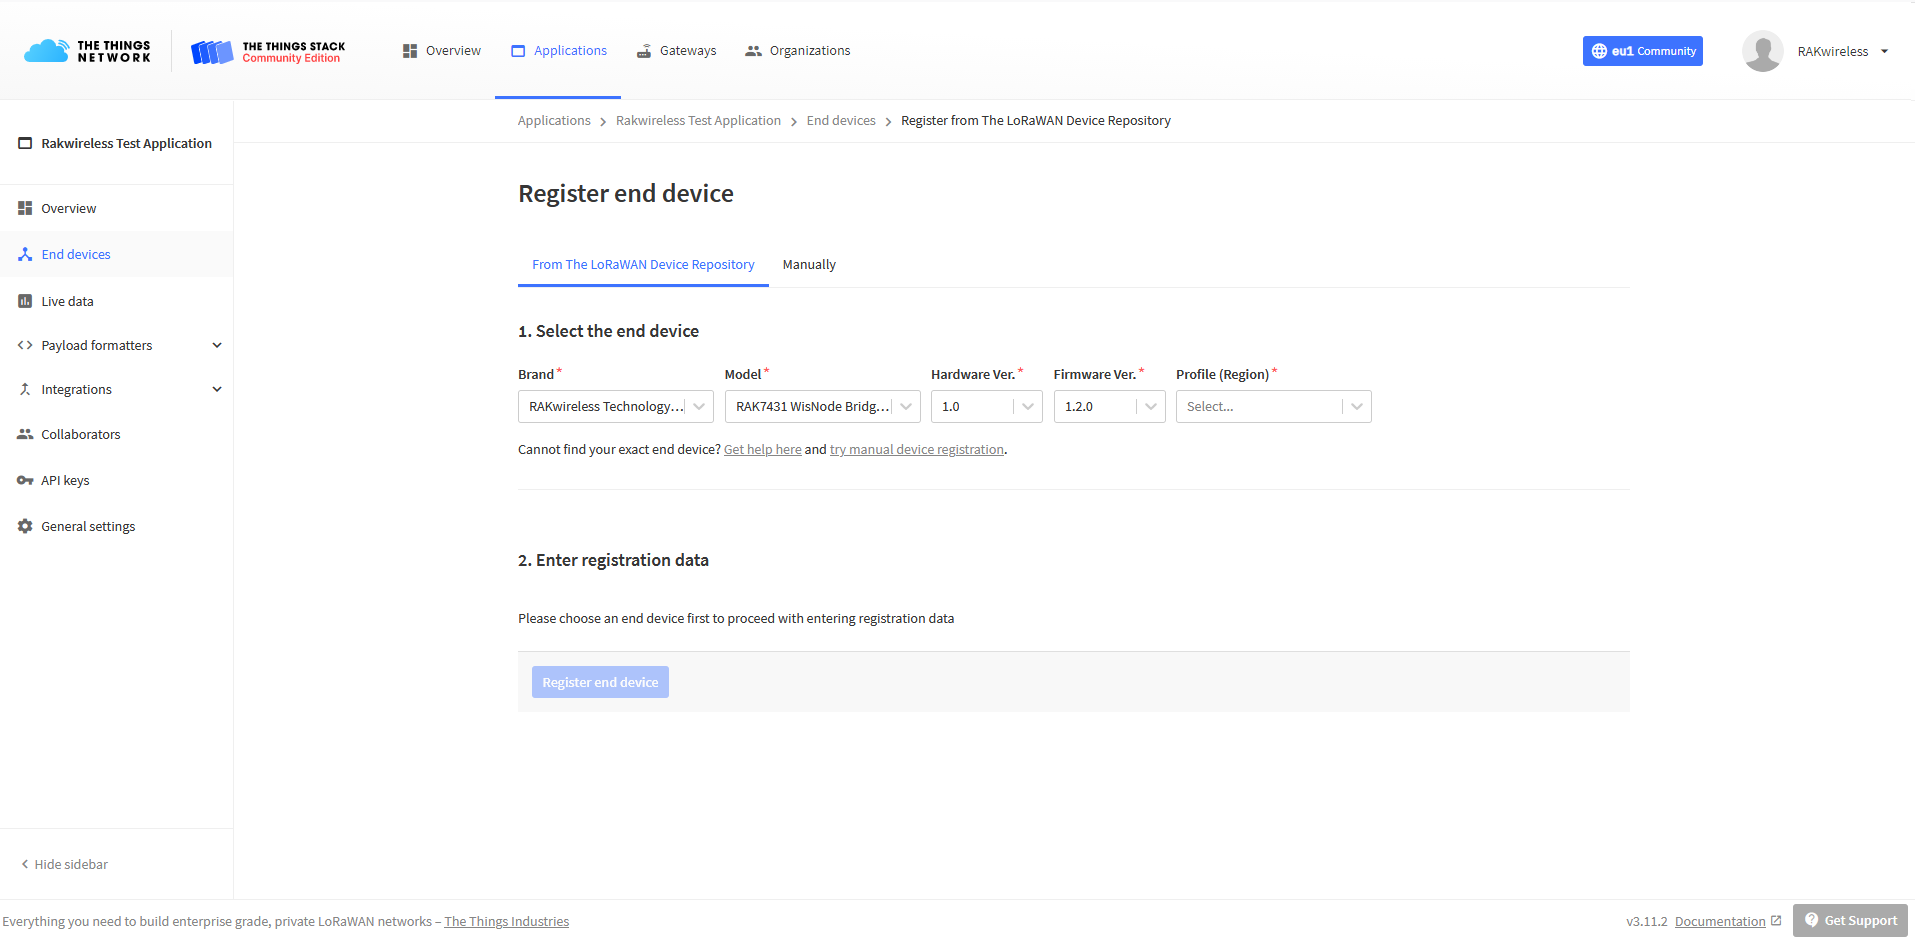 THE THINGS NETWORK
THE THINGS STACK
Community Edition
Overview
Applications
Gateways
Organizations
eu1 Community
RAKwireless
Rakwireless Test Application
Overview
End devices
Live data
Payload formatters
Integrations
Collaborators
API keys
General settings
Hide sidebar
Applications > Rakwireless Test Application > End devices > Register from The LoRaWAN Device Repository
Register end device
From The LoRaWAN Device Repository
Manually
1. Select the end device
Brand* Model* Hardware Ver.* Firmware Ver.* Profile (Region)*
RAKwireless Technology... RAK7431 WisNode Bridg... 1.0 1.2.0 Select...
Cannot find your exact end device? Get help here and try manual device registration.
2. Enter registration data
Please choose an end device first to proceed with entering registration data
Register end device
Everything you need to build enterprise grade, private LoRaWAN networks – The Things Industries
v3.11.2 Documentation
Get Support